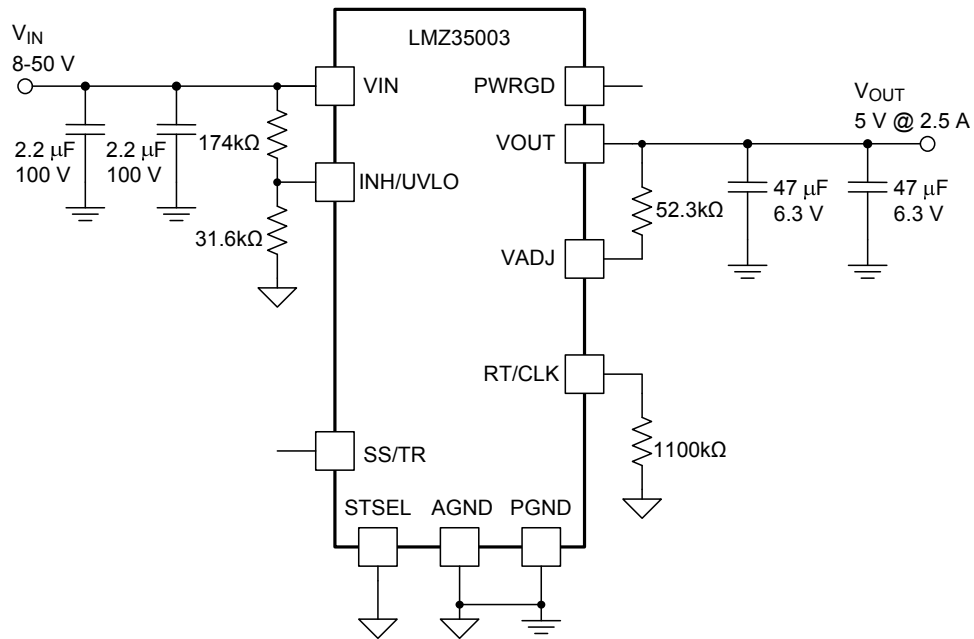 LMZ35003
VIN
8-50 V
VIN
PWRGD
VOUT
5 V @ 2.5 A
VOUT
2.2 μF
100 V
2.2 μF
100 V
174kΩ
INH/UVLO
31.6kΩ
52.3kΩ
47 μF
6.3 V
47 μF
6.3 V
VADJ
RT/CLK
1100kΩ
SS/TR
STSEL
AGND
PGND